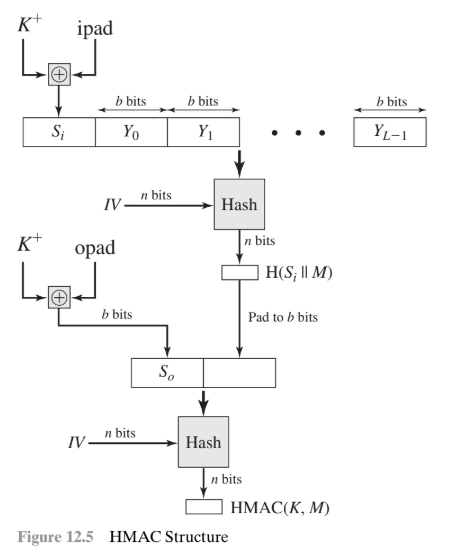 K⁺ ipad
⊕
b bits b bits b bits
Sᵢ Y₀ Y₁ • • • Y_{L−1}
n bits
IV Hash
n bits
K⁺ opad
H(Sᵢ || M)
⊕
b bits
Pad to b bits
Sₒ
n bits
IV Hash
n bits
HMAC(K, M)
Figure 12.5 HMAC Structure